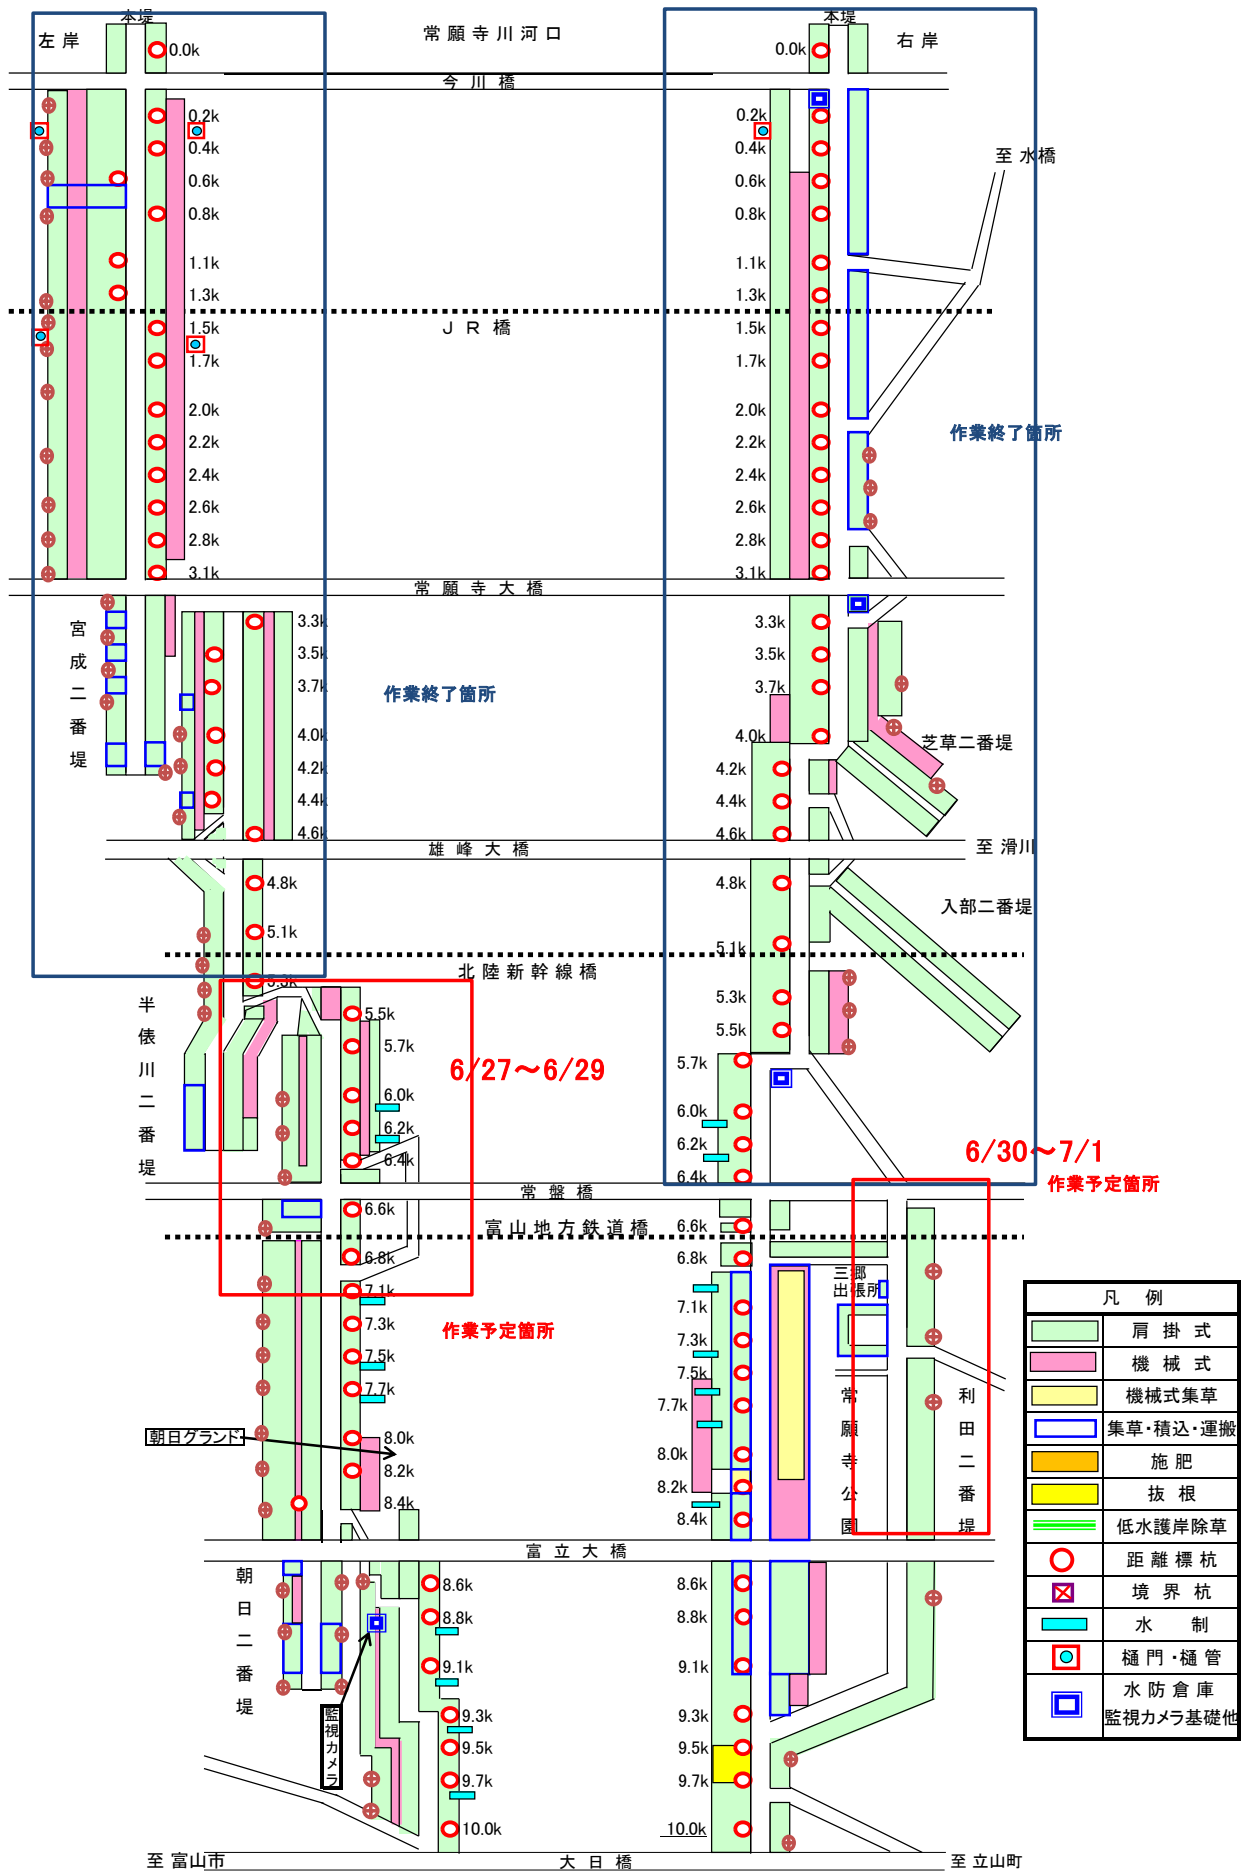 本堤
左岸
常願寺川河口
本堤
右岸
0.0k
0.0k
今川橋
0.2k
0.4k
0.6k
0.8k
1.1k
1.3k
1.5k
1.7k
2.0k
2.2k
2.4k
2.6k
2.8k
3.1k
0.2k
0.4k
0.6k
0.8k
1.1k
1.3k
1.5k
1.7k
2.0k
2.2k
2.4k
2.6k
2.8k
3.1k
至 水橋
JR橋
作業終了箇所
常願寺大橋
宮成二番堤
3.3k
3.5k
3.7k
4.0k
4.2k
4.4k
4.6k
作業終了箇所
3.3k
3.5k
3.7k
4.0k
4.2k
4.4k
4.6k
芝草二番堤
雄峰大橋
至 滑川
4.8k
5.1k
5.3k
4.8k
5.1k
5.3k
5.5k
入部二番堤
北陸新幹線橋
半俵川二番堤
5.5k
5.7k
6.0k
6.2k
6.4k
6/27～6/29
5.7k
6.0k
6.2k
6.4k
6/30～7/1
作業予定箇所
常盤橋
6.6k
6.8k
富山地方鉄道橋
6.6k
6.8k
7.1k
7.3k
7.5k
7.7k
8.0k
8.2k
8.4k
作業予定箇所
朝日グランド
7.1k
7.3k
7.5k
7.7k
8.0k
8.2k
8.4k
三郷
出張所
常願寺公園
利田二番堤
富立大橋
朝日二番堤
8.6k
8.8k
9.1k
9.3k
9.5k
9.7k
10.0k
監視カメラ
8.6k
8.8k
9.1k
9.3k
9.5k
9.7k
10.0k
至 富山市
大日橋
至 立山町
凡例
肩掛式
機械式
機械式集草
集草・積込・運搬
施肥
抜根
低水護岸除草
距離標杭
境界杭
水制
樋門・樋管
水防倉庫
監視カメラ基礎他